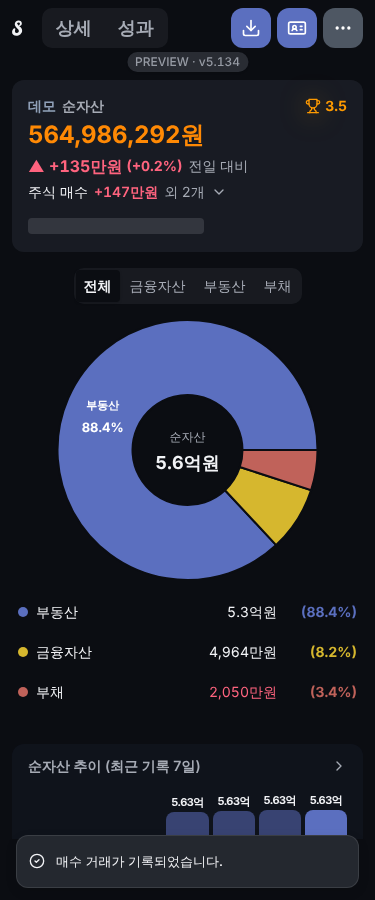 상세 성과
PREVIEW · v5.134
데모 순자산 3.5
564,986,292원
▲ +135만원 (+0.2%) 전일 대비
주식 매수 +147만원 외 2개
전체 금융자산 부동산 부채
부동산
88.4%
순자산
5.6억원
부동산 5.3억원 (88.4%)
금융자산 4,964만원 (8.2%)
부채 2,050만원 (3.4%)
순자산 추이 (최근 기록 7일)
5.63억 5.63억 5.63억 5.63억
매수 거래가 기록되었습니다.